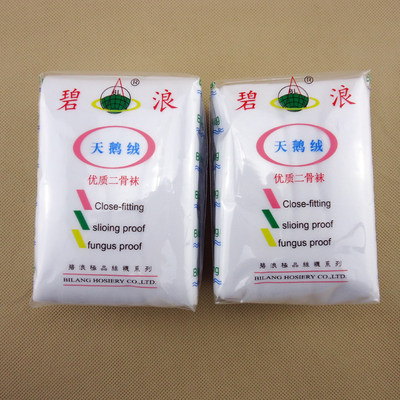 碧 浪 ®
天鹅绒
优质二骨袜
Close-fitting
slioing proof
fungus proof
BILANG HOSIERY CO.,LTD.
碧 浪 ®
天鹅绒
优质二骨袜
Close-fitting
slioing proof
fungus proof
BILANG HOSIERY CO.,LTD.